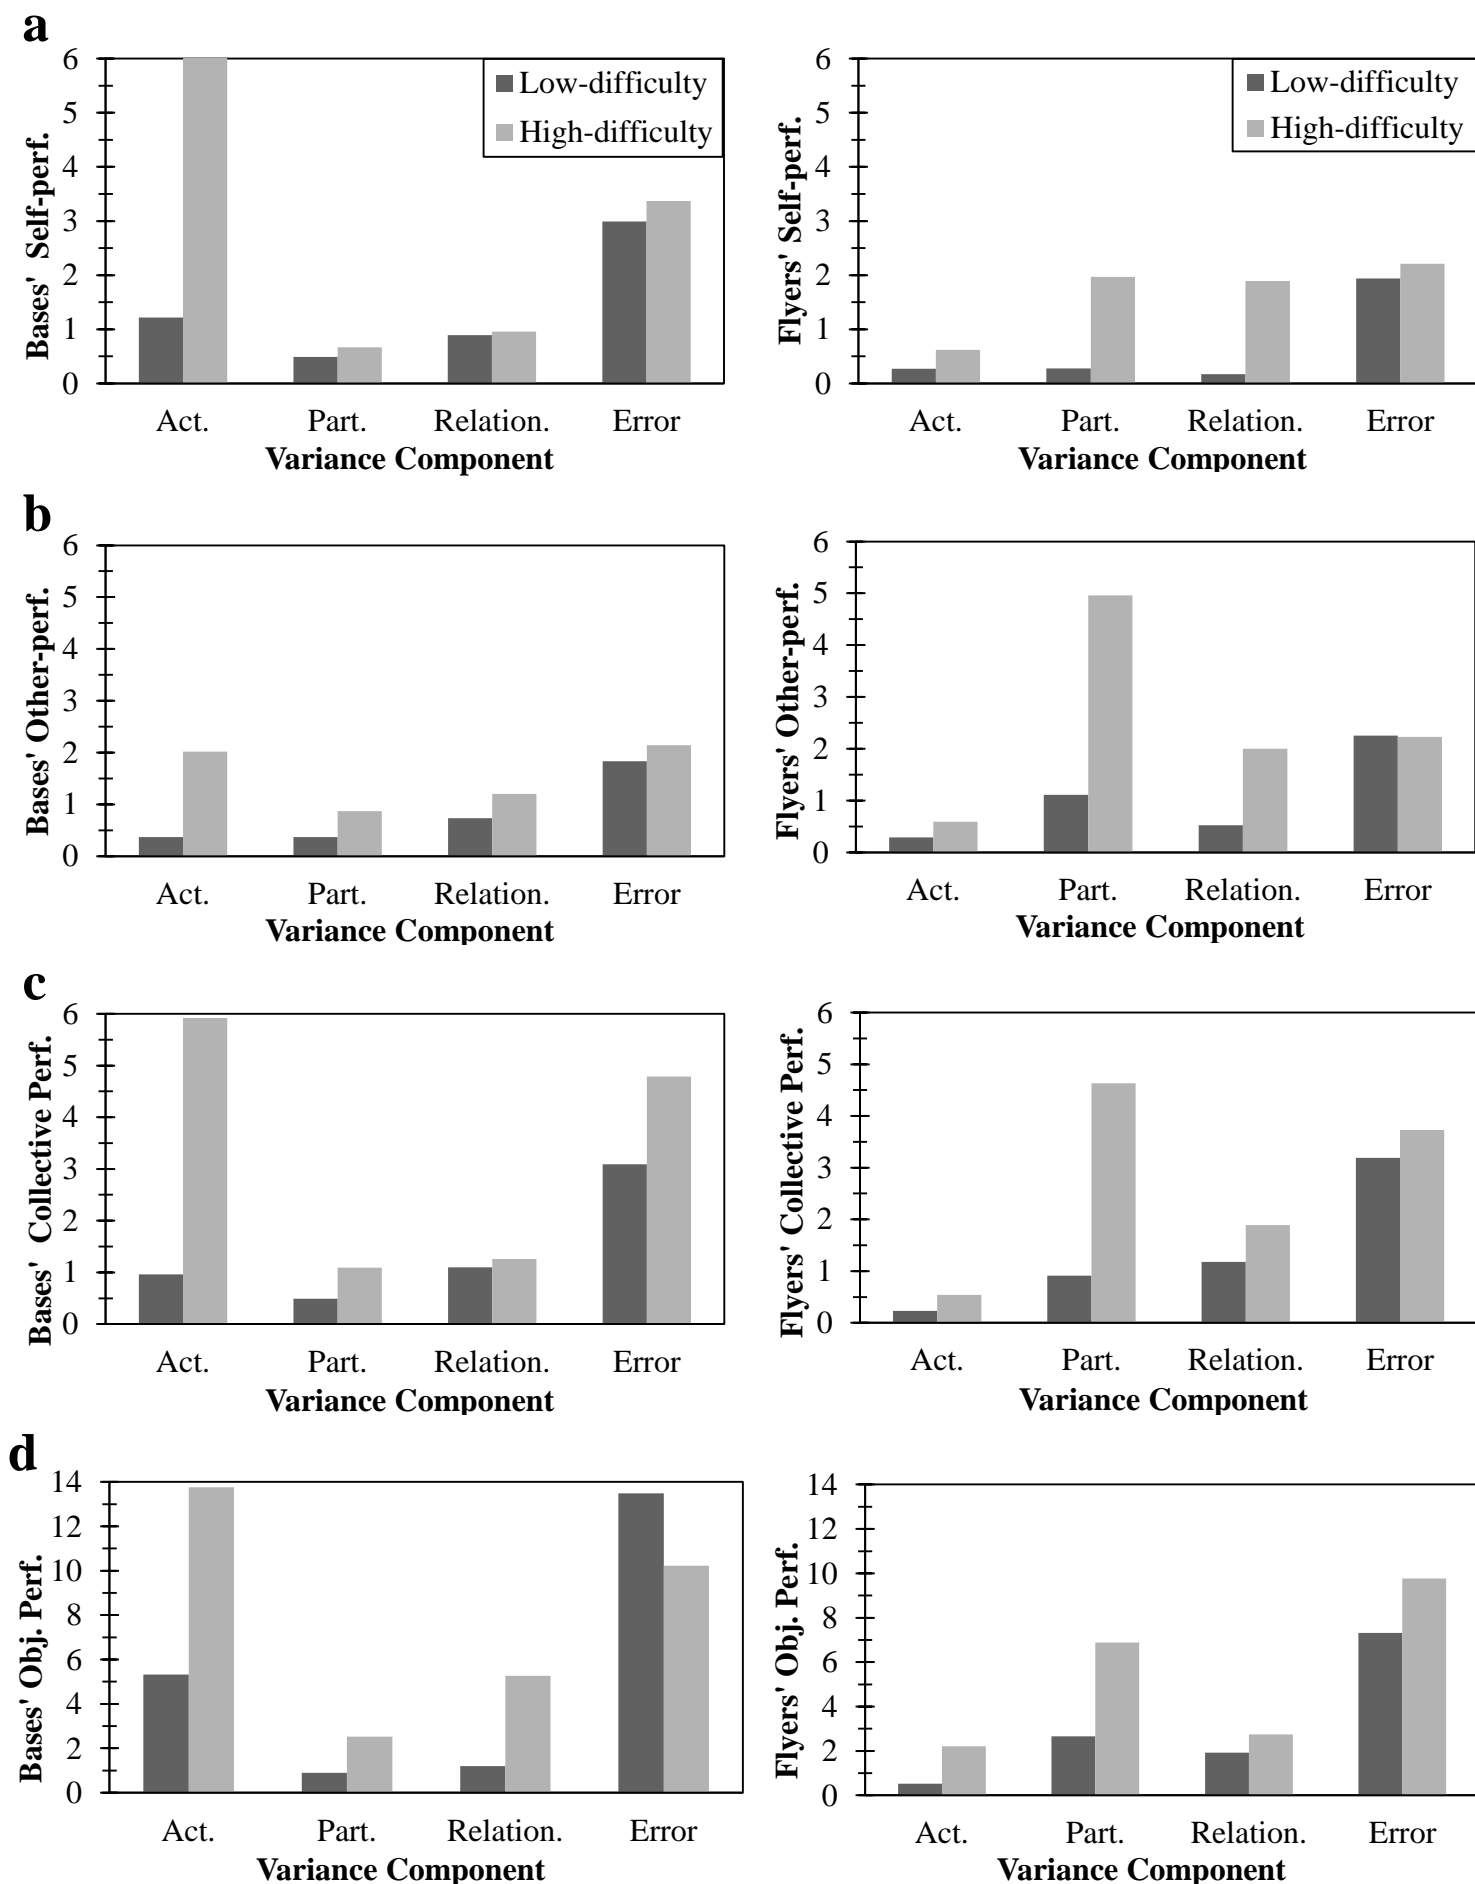 a
Bases' Self-perf.
6
5
4
3
2
1
0
Low-difficulty
High-difficulty
Act. Part. Relation. Error
Variance Component
Flyers' Self-perf.
6
5
4
3
2
1
0
Low-difficulty
High-difficulty
Act. Part. Relation. Error
Variance Component
b
Bases' Other-perf.
6
5
4
3
2
1
0
Act. Part. Relation. Error
Variance Component
Flyers' Other-perf.
6
5
4
3
2
1
0
Act. Part. Relation. Error
Variance Component
c
Bases' Collective Perf.
6
5
4
3
2
1
0
Act. Part. Relation. Error
Variance Component
Flyers' Collective Perf.
6
5
4
3
2
1
0
Act. Part. Relation. Error
Variance Component
d
Bases' Obj. Perf.
14
12
10
8
6
4
2
0
Act. Part. Relation. Error
Variance Component
Flyers' Obj. Perf.
14
12
10
8
6
4
2
0
Act. Part. Relation. Error
Variance Component